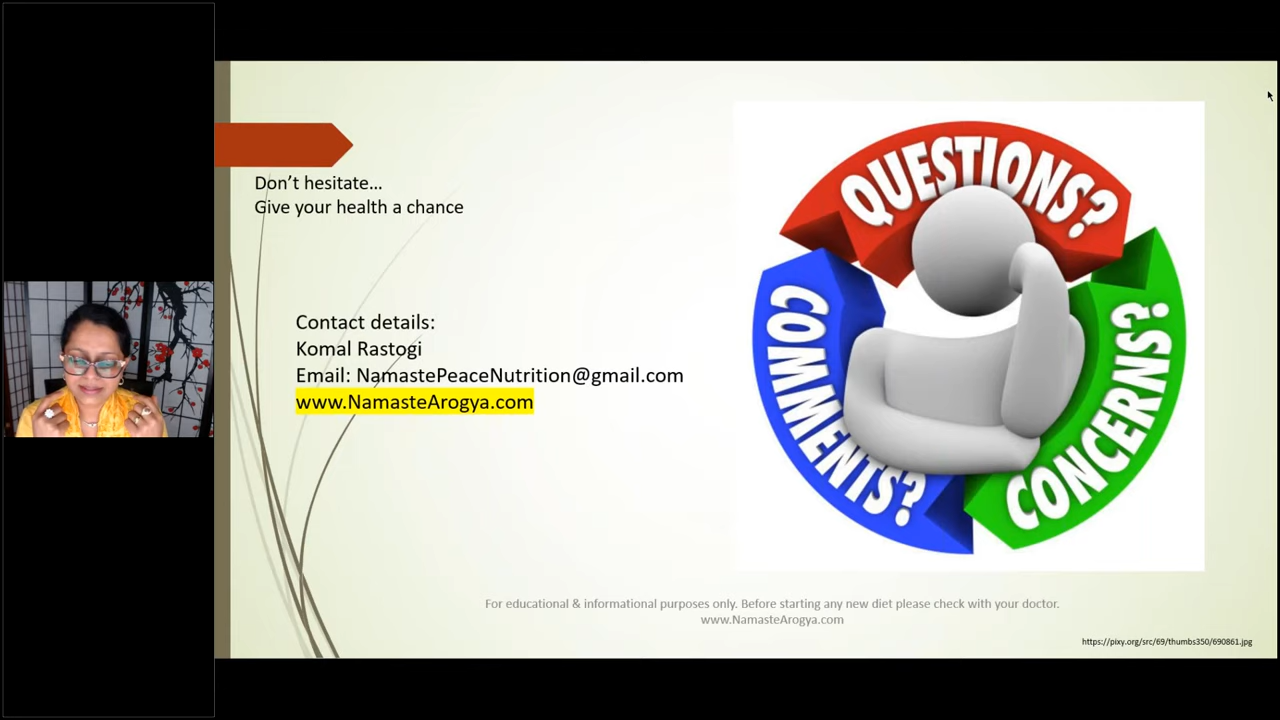 Don’t hesitate…
Give your health a chance
Contact details:
Komal Rastogi
Email: NamastePeaceNutrition@gmail.com
www.NamasteArogya.com
QUESTIONS?
CONCERNS?
COMMENTS?
For educational & informational purposes only. Before starting any new diet please check with your doctor.
www.NamasteArogya.com
https://pixy.org/src/69/thumbs350/690861.jpg